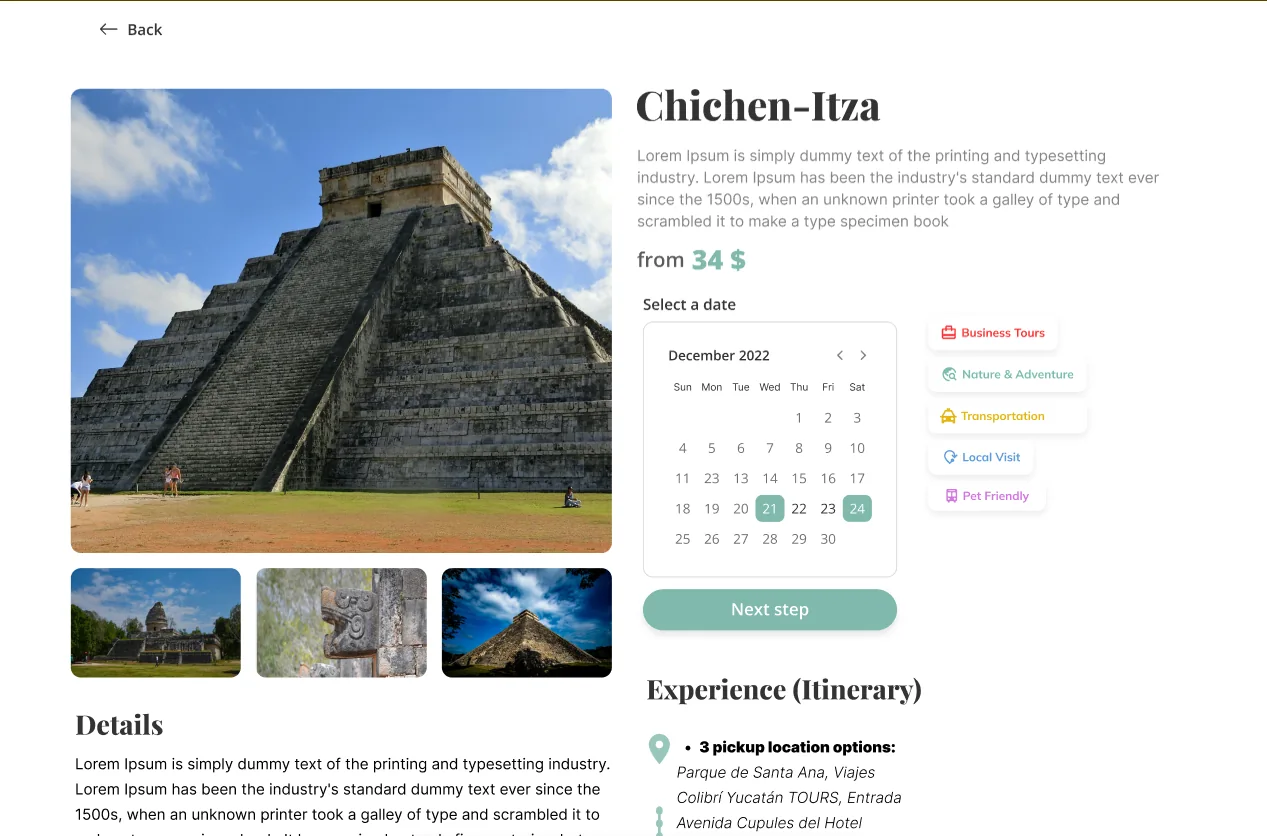 Back
Chichen-Itza
Lorem Ipsum is simply dummy text of the printing and typesetting
industry. Lorem Ipsum has been the industry's standard dummy text ever
since the 1500s, when an unknown printer took a galley of type and
scrambled it to make a type specimen book
from 34 $
Select a date
December 2022
Sun Mon Tue Wed Thu Fri Sat
1 2 3
4 5 6 7 8 9 10
11 23 13 14 15 16 17
18 19 20 21 22 23 24
25 26 27 28 29 30
Business Tours
Nature & Adventure
Transportation
Local Visit
Pet Friendly
Next step
Details
Lorem Ipsum is simply dummy text of the printing and typesetting industry.
Lorem Ipsum has been the industry's standard dummy text ever since the
1500s, when an unknown printer took a galley of type and scrambled it to
Experience (Itinerary)
• 3 pickup location options:
Parque de Santa Ana, Viajes
Colibrí Yucatán TOURS, Entrada
Avenida Cupules del Hotel